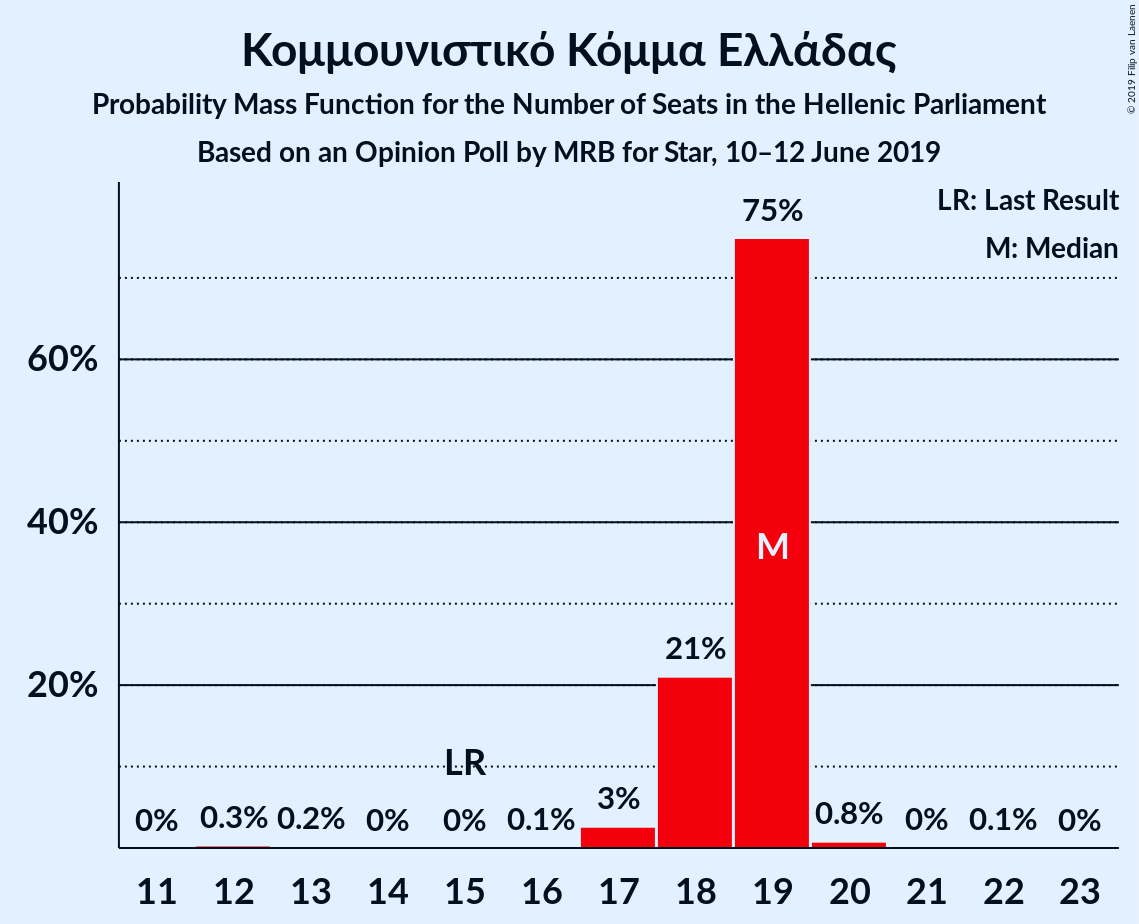 Κομμουνιστικό Κόμμα Ελλάδας
Probability Mass Function for the Number of Seats in the Hellenic Parliament
Based on an Opinion Poll by MRB for Star, 10–12 June 2019
© 2019 Filip van Laenen
LR: Last Result
M: Median
75%
60%
40%
M
21%
20%
LR
0% 0.3% 0.2% 0% 0% 0.1% 3% 0.8% 0% 0.1% 0%
11 12 13 14 15 16 17 18 19 20 21 22 23